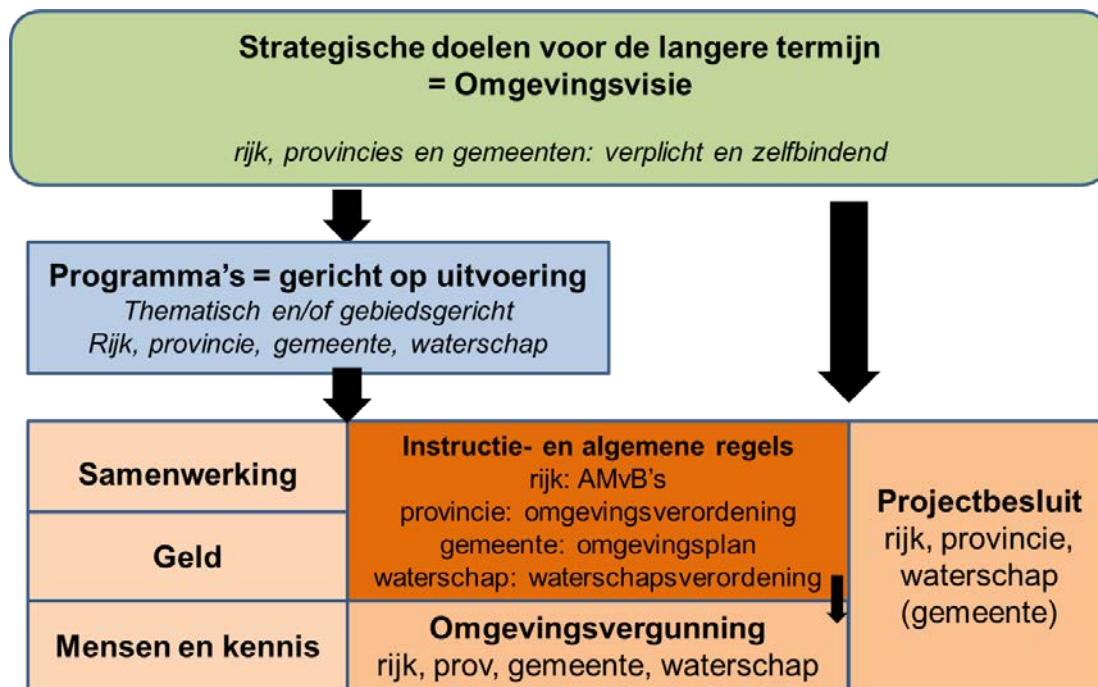 Strategische doelen voor de langere termijn
= Omgevingsvisie
rijk, provincies en gemeenten: verplicht en zelfbindend
Programma's = gericht op uitvoering
Thematisch en/of gebiedsgericht
Rijk, provincie, gemeente, waterschap
Samenwerking
Geld
Mensen en kennis
Instructie- en algemene regels
rijk: AMvB's
provincie: omgevingsverordening
gemeente: omgevingsplan
waterschap: waterschapsverordening
Omgevingsvergunning
rijk, prov, gemeente, waterschap
Projectbesluit
rijk, provincie,
waterschap
(gemeente)